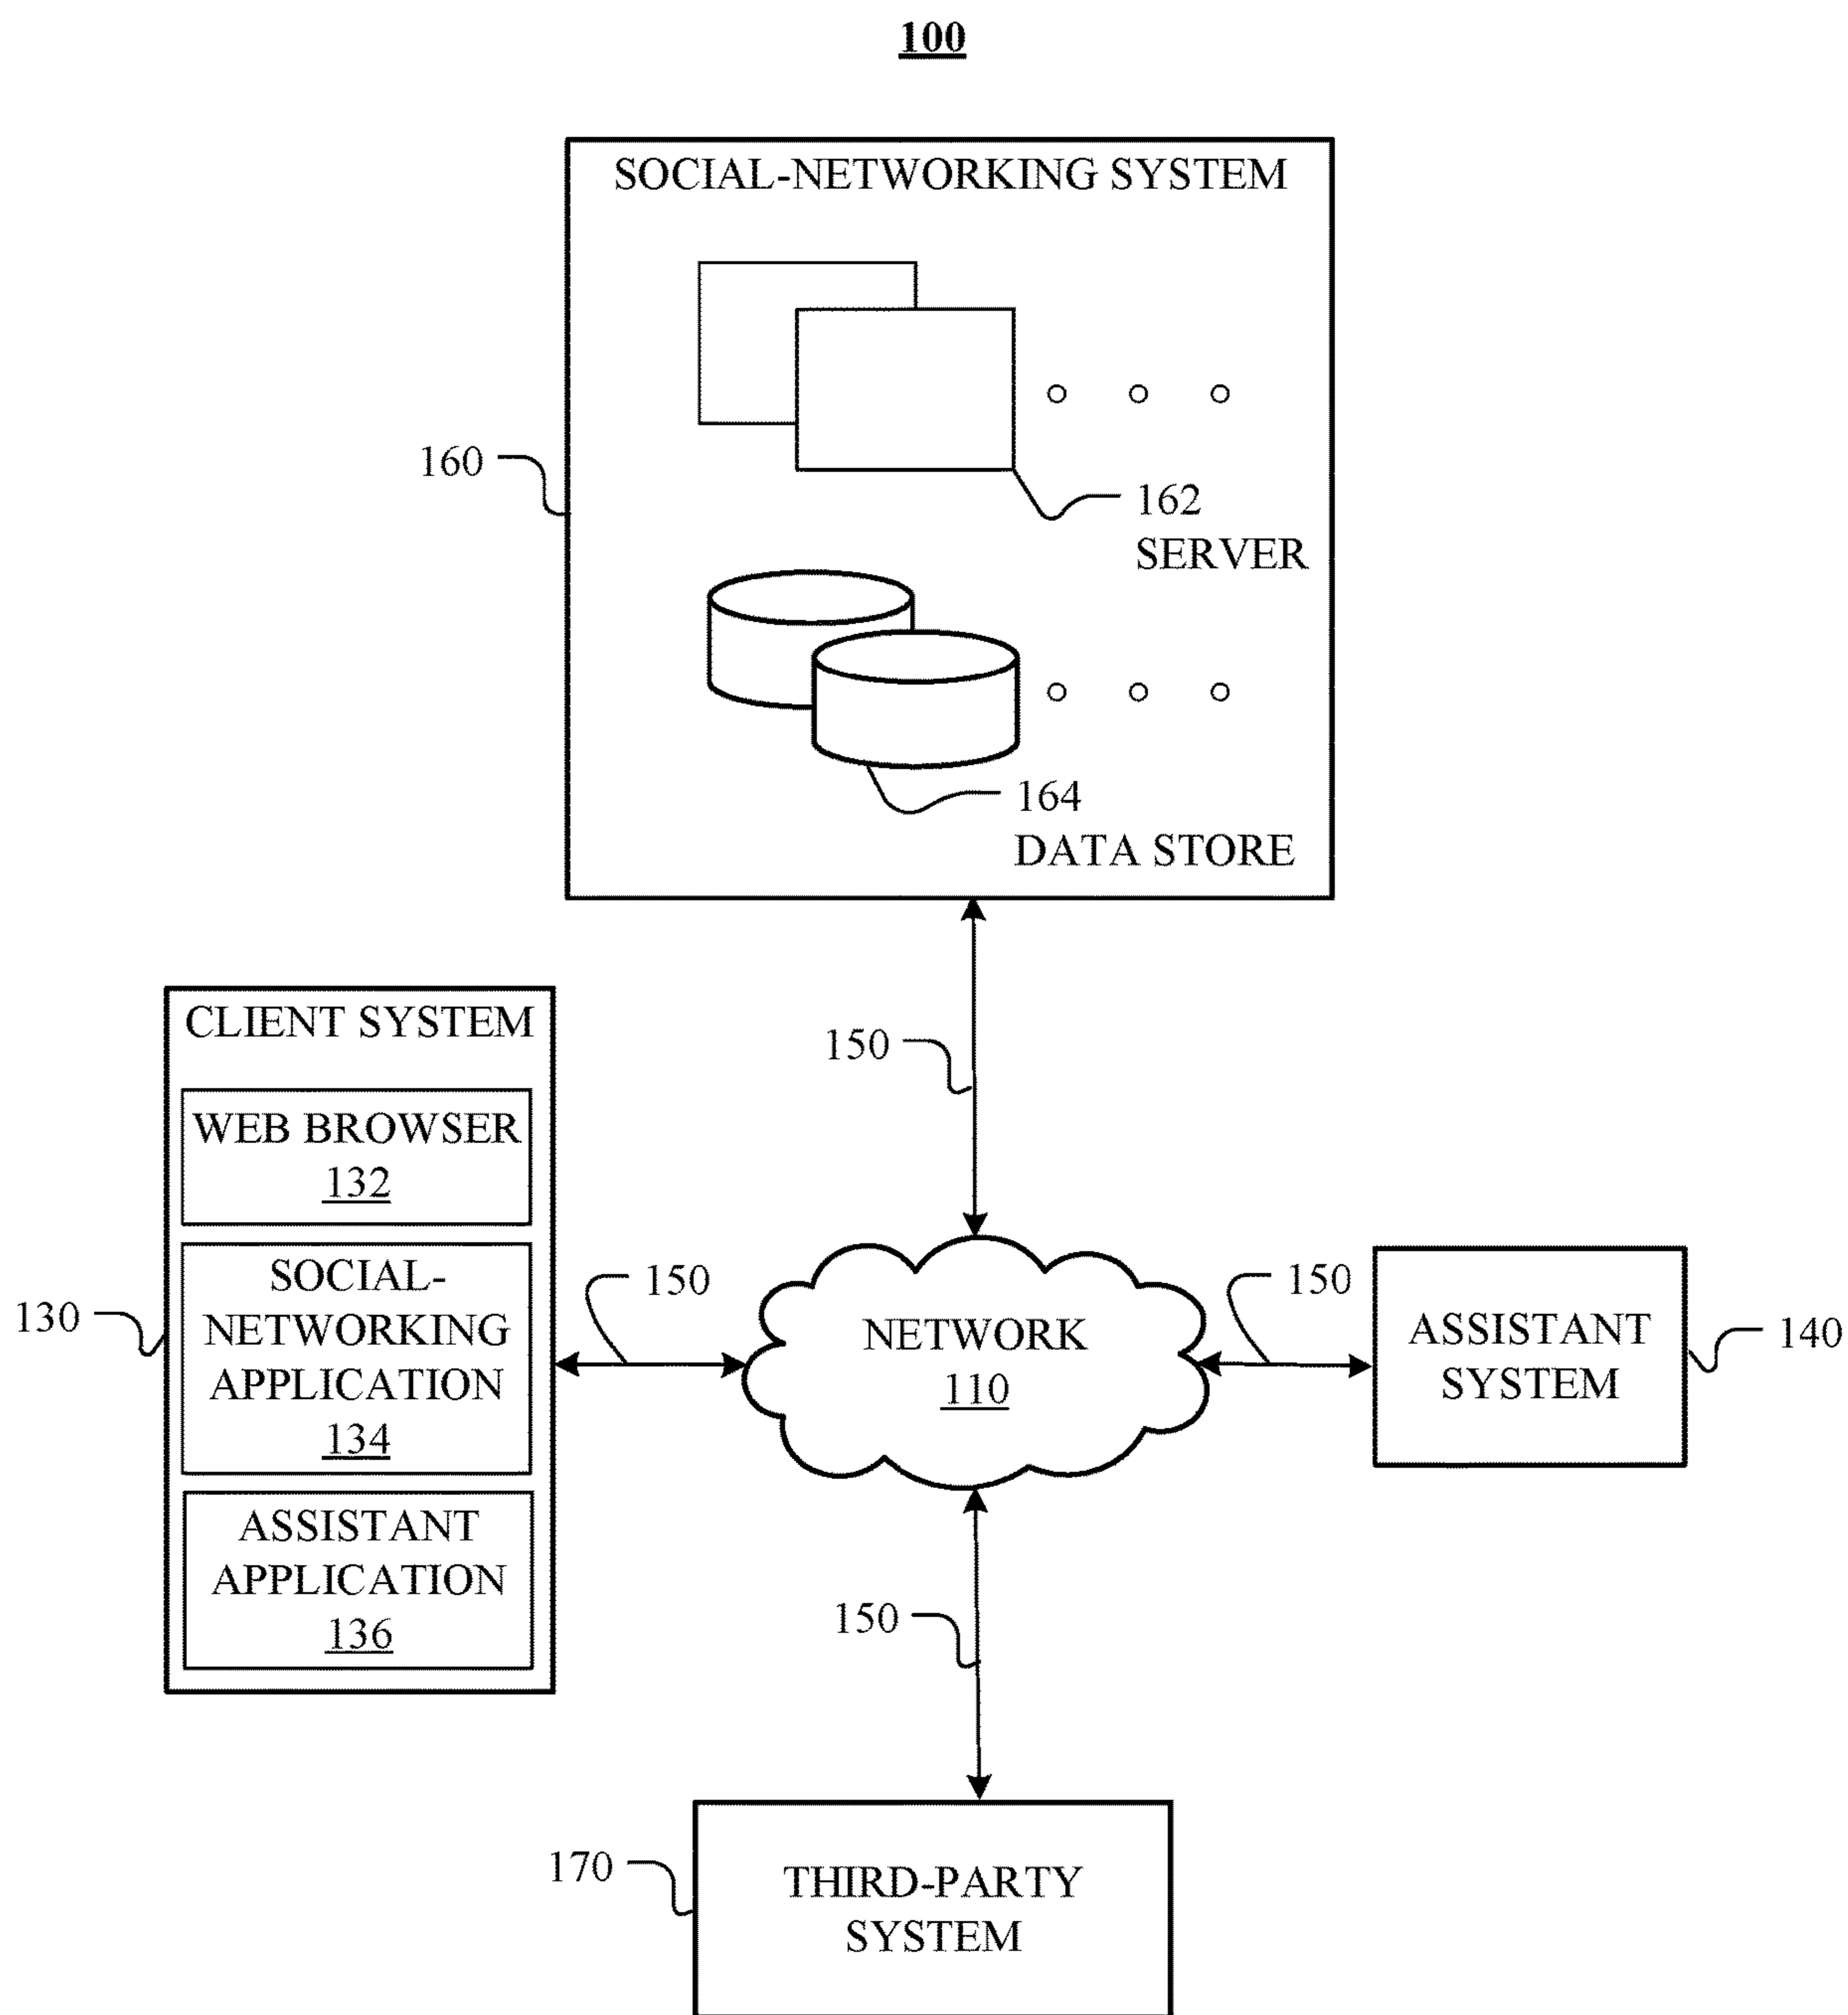 100
SOCIAL-NETWORKING SYSTEM
160
162
SERVER
164
DATA STORE
CLIENT SYSTEM
WEB BROWSER
132
SOCIAL-
NETWORKING
APPLICATION
134
ASSISTANT
APPLICATION
136
130
150
150
NETWORK
110
150
ASSISTANT
SYSTEM
140
150
170
THIRD-PARTY
SYSTEM